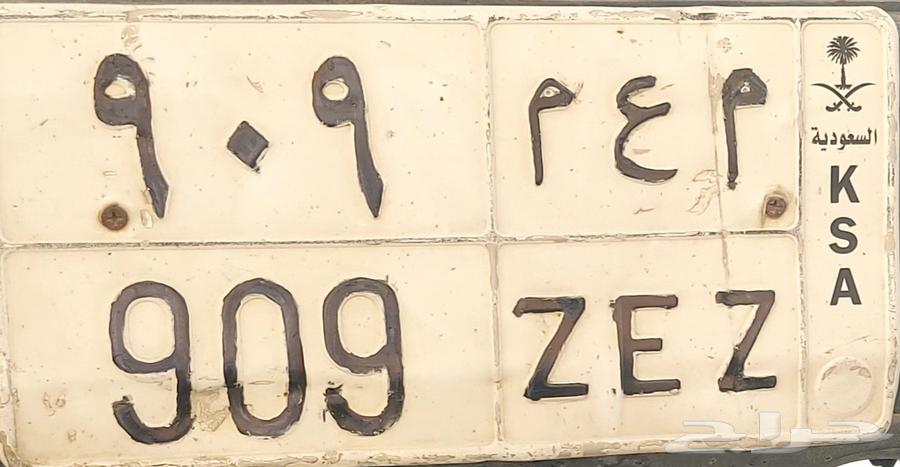 ٩٠٩ م ع م
909 ZEZ
السعودية
K
S
A
حراج